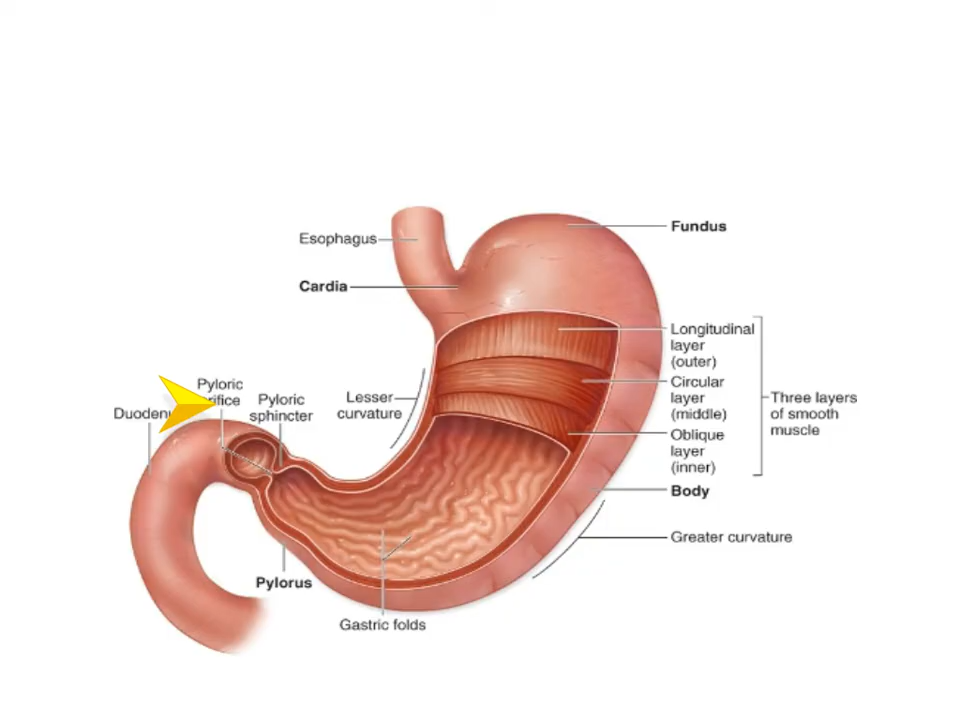 Esophagus
Fundus
Cardia
Longitudinal
layer
(outer)
Circular
layer
(middle)
Oblique
layer
(inner)
Three layers
of smooth
muscle
Lesser
curvature
Pyloric
Pyloric
sphincter
Body
Greater curvature
Pylorus
Gastric folds